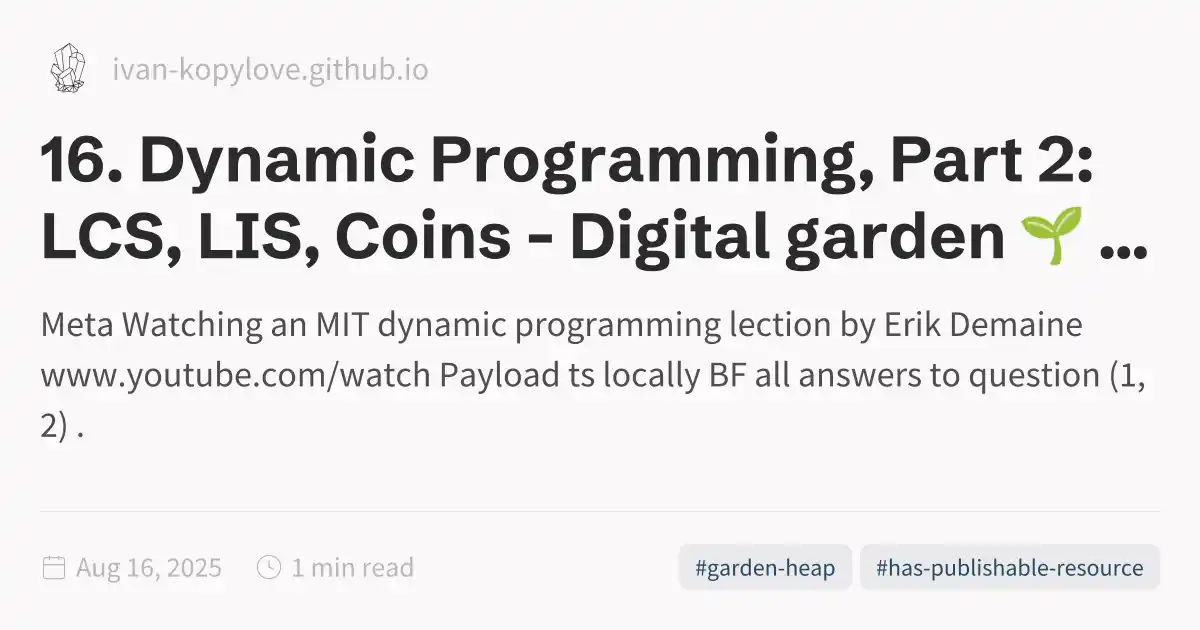 ivan-kopylove.github.io
16. Dynamic Programming, Part 2:
LCS, LIS, Coins - Digital garden 🌱 ...
Meta Watching an MIT dynamic programming lection by Erik Demaine
www.youtube.com/watch Payload ts locally BF all answers to question (1,
2) .
Aug 16, 2025
1 min read
#garden-heap
#has-publishable-resource